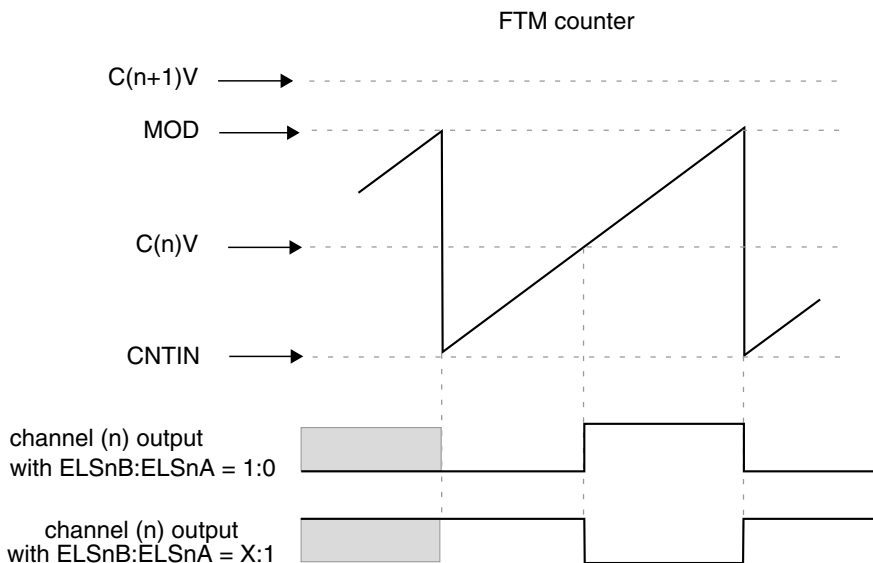 FTM counter
C(n+1)V
MOD
C(n)V
CNTIN
channel (n) output
with ELSnB:ELSnA = 1:0
channel (n) output
with ELSnB:ELSnA = X:1